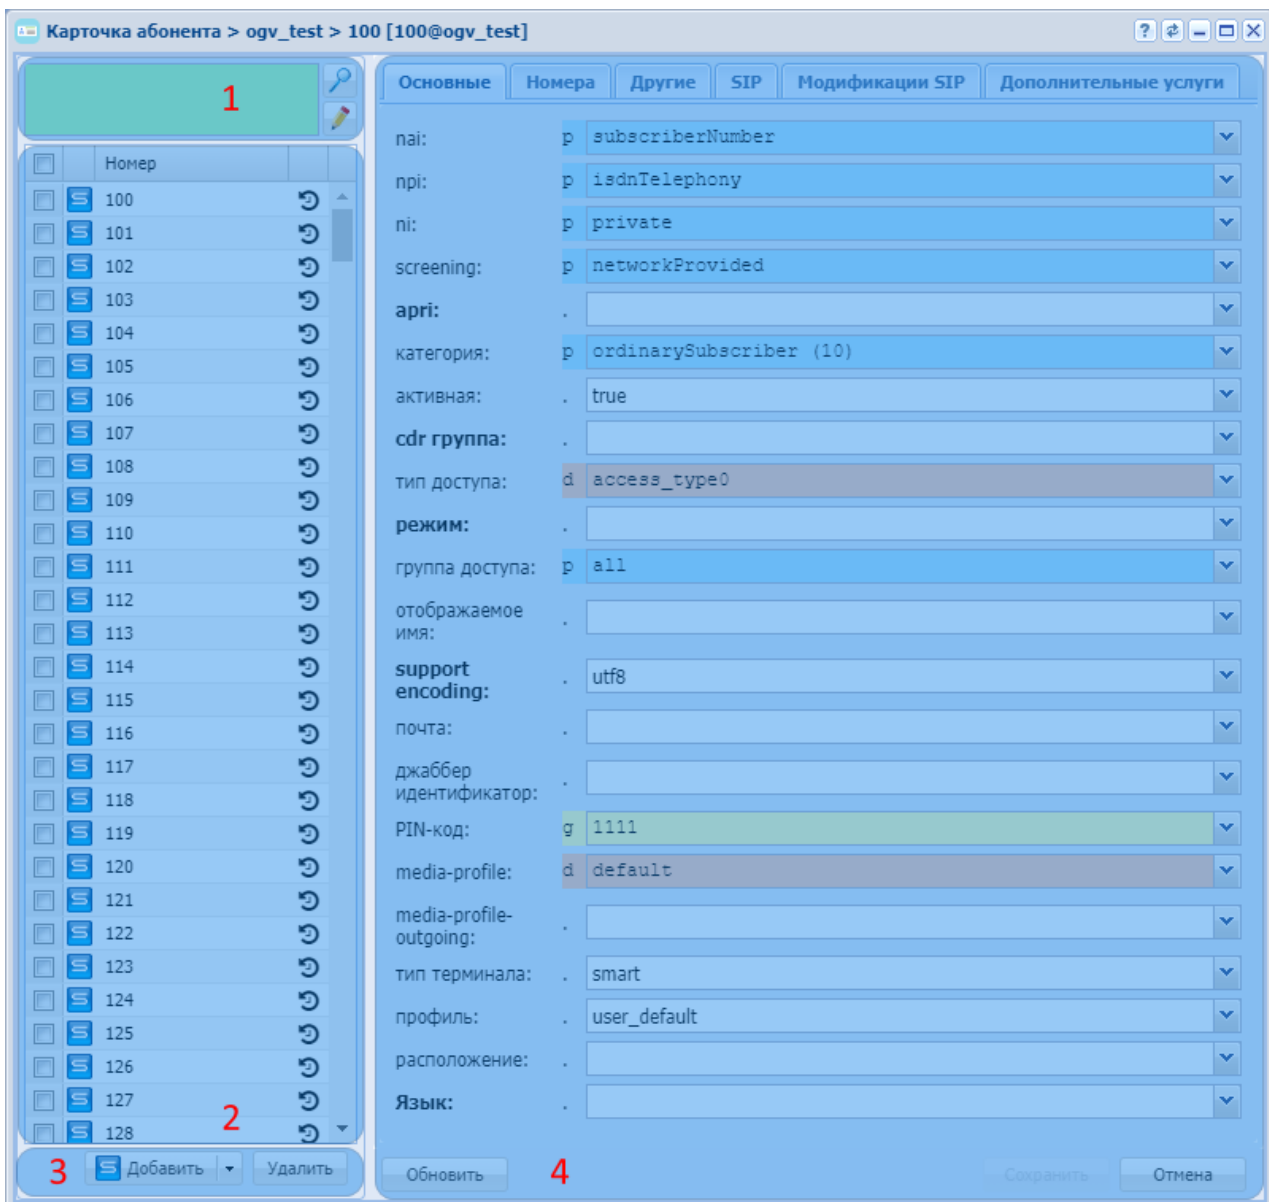 Карточка абонента > ogv_test > 100 [100@ogv_test]
1
Номер
100
101
102
103
104
105
106
107
108
109
110
111
112
113
114
115
116
117
118
119
120
121
122
123
124
125
126
127
2
128
3 Добавить Удалить
Основные Номера Другие SIP Модификации SIP Дополнительные услуги
nai: p subscriberNumber
npi: p isdnTelephony
ni: p private
screening: p networkProvided
apri: .
категория: p ordinarySubscriber (10)
активная: . true
cdr группа: .
тип доступа: d access_type0
режим: .
группа доступа: p all
отображаемое
имя: .
support
encoding: . utf8
почта: .
джаббер
идентификатор: .
PIN-код: g 1111
media-profile: d default
media-profile-
outgoing: .
тип терминала: . smart
профиль: . user_default
расположение: .
Язык: .
Обновить 4 Сохранить Отмена